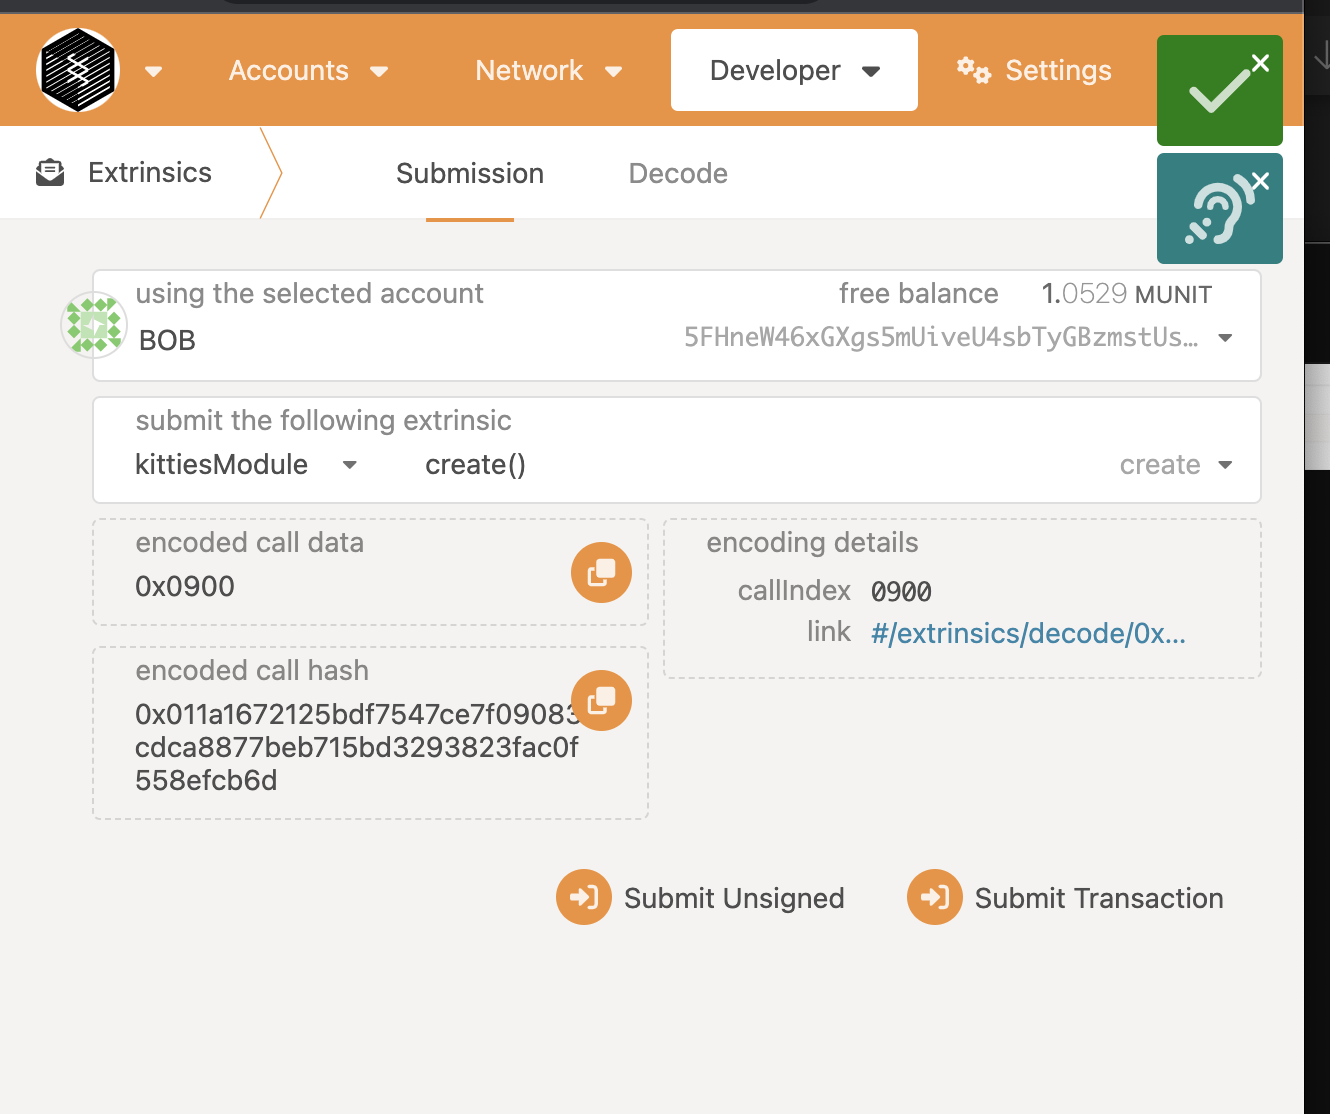 Accounts
Network
Developer
Settings
Extrinsics
Submission
Decode
using the selected account
free balance 1.0529 MUNIT
BOB
5FHneW46xGXgs5mUiveU4sbTyGBzmstUs...
submit the following extrinsic
kittiesModule
create()
create
encoded call data
0x0900
encoding details
callIndex 0900
link #/extrinsics/decode/0x...
encoded call hash
0x011a1672125bdf7547ce7f09083
cdca8877beb715bd3293823fac0f
558efcb6d
Submit Unsigned
Submit Transaction